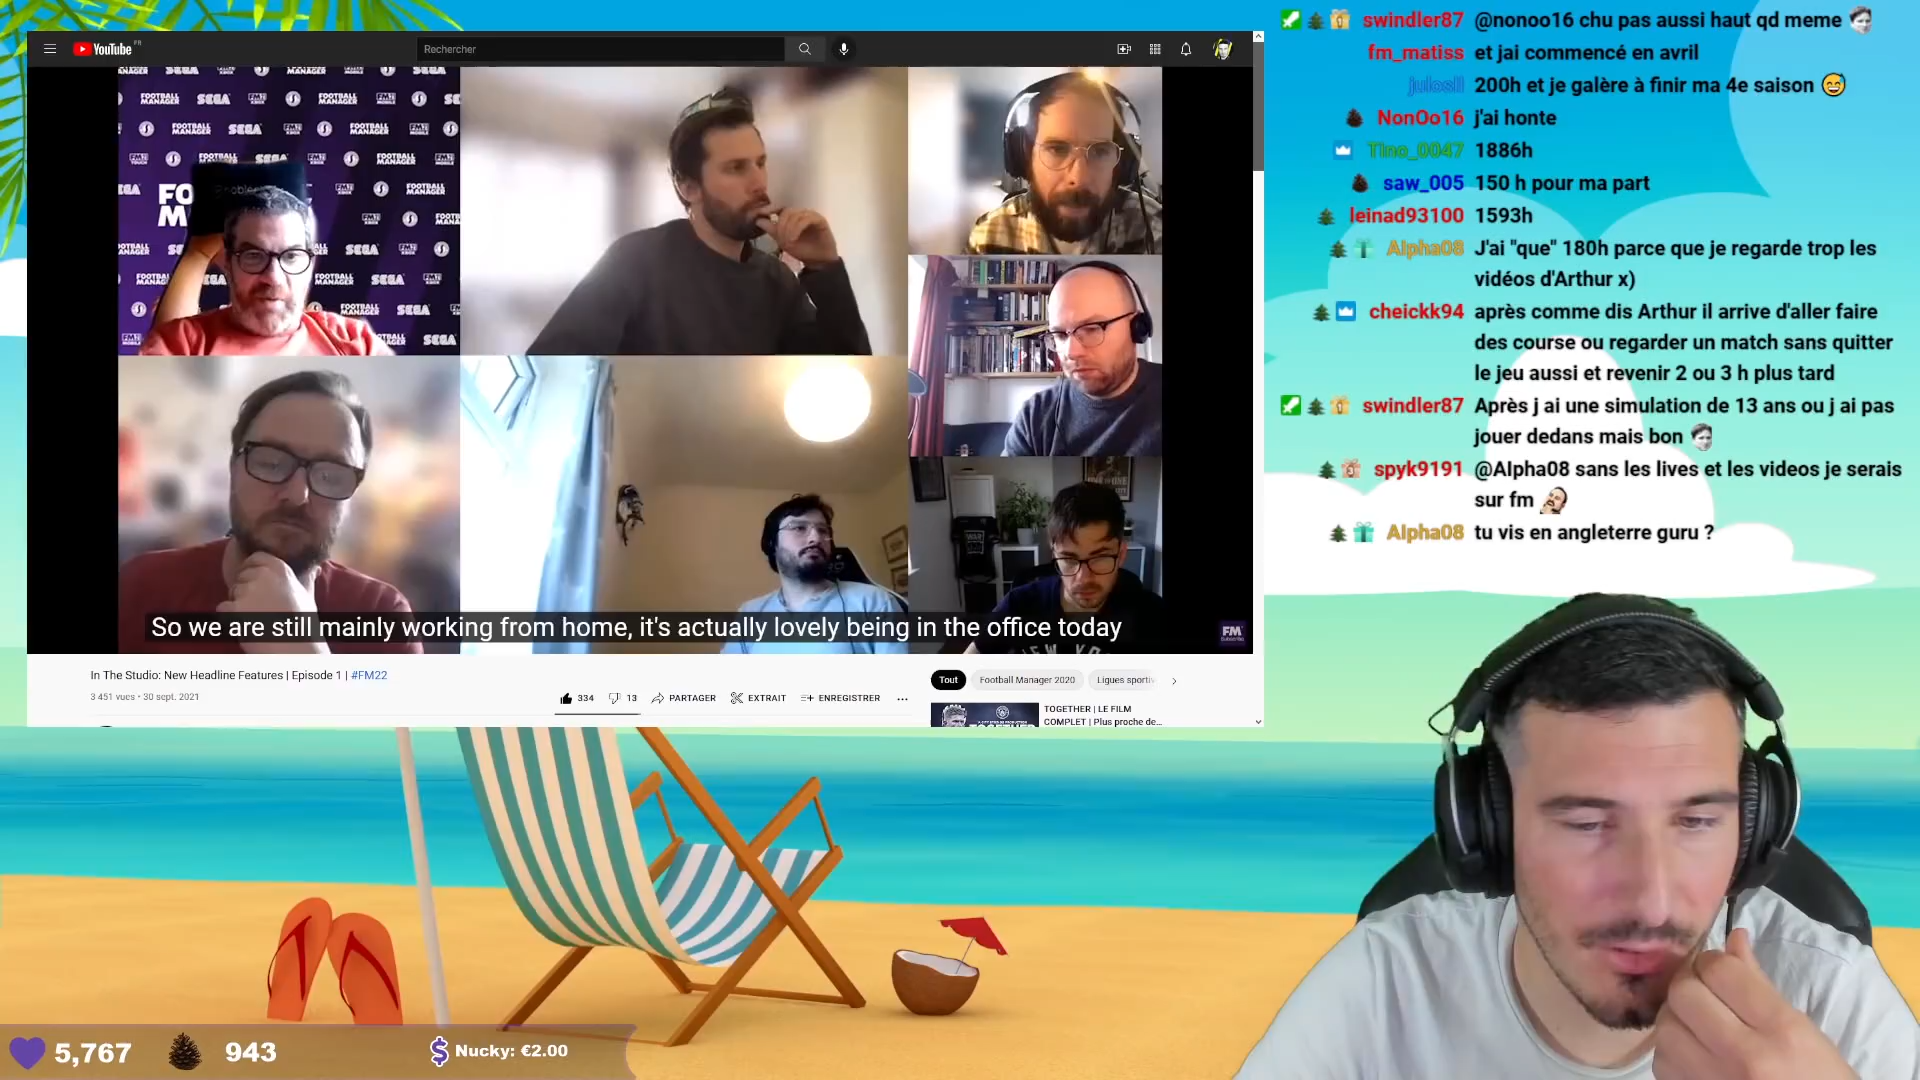 YouTube FR
Rechercher
FOOTBALL MANAGER
SEGA
So we are still mainly working from home, it's actually lovely being in the office today
FM
In The Studio: New Headline Features | Episode 1 | #FM22
3 451 vues • 30 sept. 2021
334
13
PARTAGER
EXTRAIT
ENREGISTRER
Tout
Football Manager 2020
Ligues sportiv
TOGETHER | LE FILM
COMPLET | Plus proche de...
swindler87 @nonoo16 chu pas aussi haut qd meme
fm_matiss et jai commencé en avril
julosll 200h et je galère à finir ma 4e saison
NonOo16 j'ai honte
Tino_0047 1886h
saw_005 150 h pour ma part
leinad93100 1593h
Alpha08 J'ai "que" 180h parce que je regarde trop les
vidéos d'Arthur x)
cheickk94 après comme dis Arthur il arrive d'aller faire
des course ou regarder un match sans quitter
le jeu aussi et revenir 2 ou 3 h plus tard
swindler87 Après j ai une simulation de 13 ans ou j ai pas
jouer dedans mais bon
spyk9191 @Alpha08 sans les lives et les videos je serais
sur fm
Alpha08 tu vis en angleterre guru ?
5,767
943
Nucky: €2.00